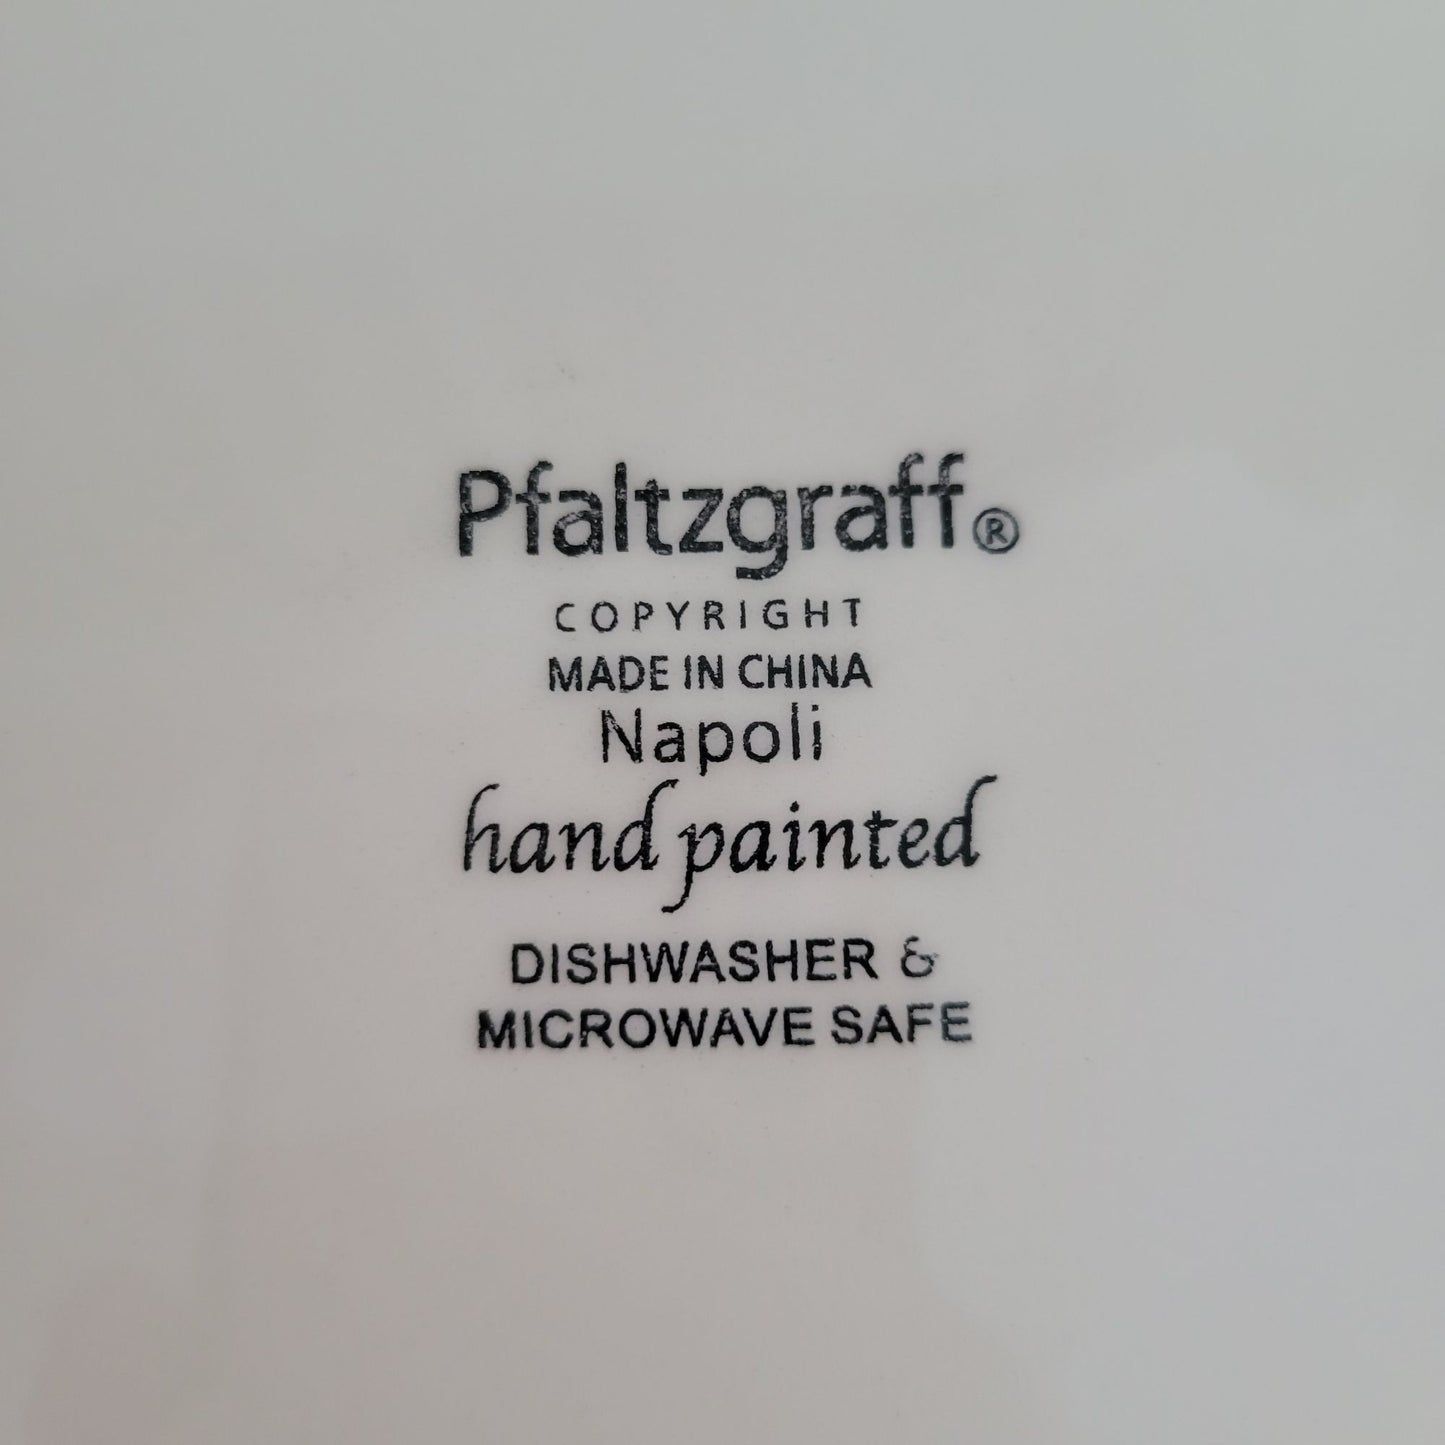 Pfaltzgraff®
COPYRIGHT
MADE IN CHINA
Napoli
hand painted
DISHWASHER &
MICROWAVE SAFE